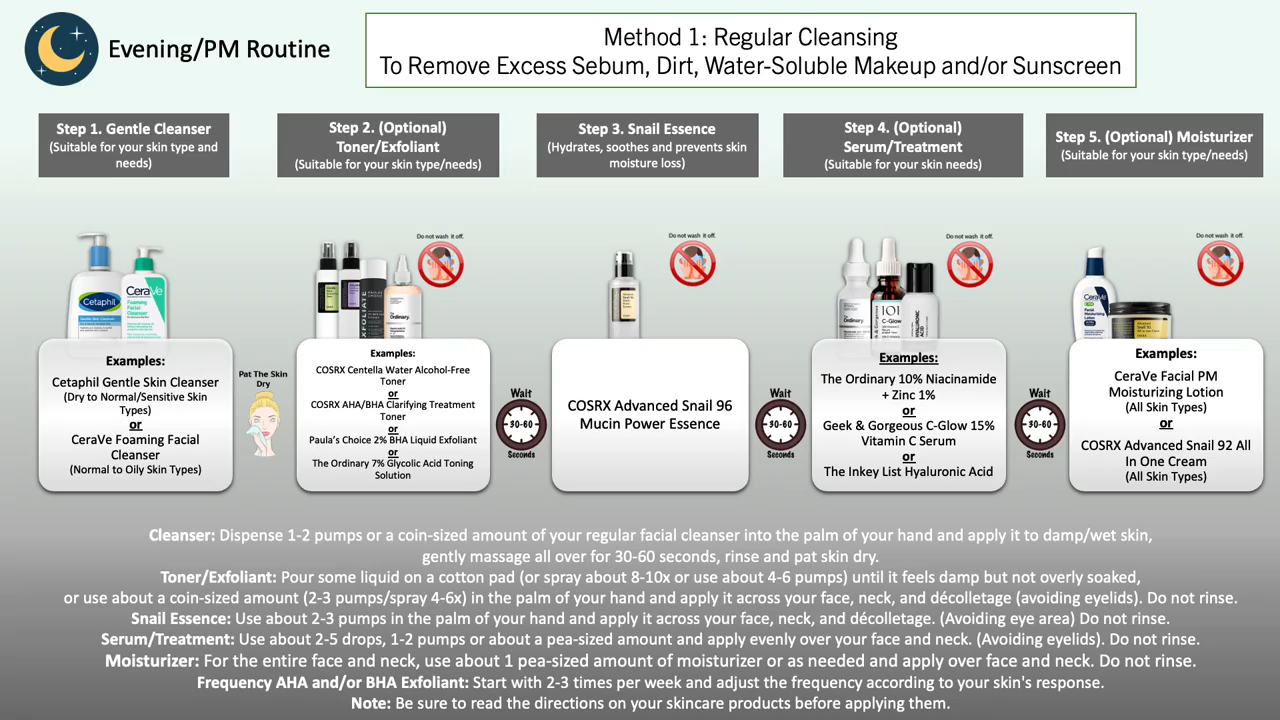 Evening/PM Routine
Method 1: Regular Cleansing
To Remove Excess Sebum, Dirt, Water-Soluble Makeup and/or Sunscreen
Step 1. Gentle Cleanser
(Suitable for your skin type and
needs)
Step 2. (Optional)
Toner/Exfoliant
(Suitable for your skin type/needs)
Step 3. Snail Essence
(Hydrates, soothes and prevents skin
moisture loss)
Step 4. (Optional)
Serum/Treatment
(Suitable for your skin needs)
Step 5. (Optional) Moisturizer
(Suitable for your skin type/needs)
Cetaphil
CeraVe
Foaming
Facial
Cleanser
Do not wash it off.
EXFOLIATE
Ordinary.
Do not wash it off.
Ordinary.
101
C-Glow
Do not wash it off.
CeraVe
Do not wash it off.
Examples:
Cetaphil Gentle Skin Cleanser
(Dry to Normal/Sensitive Skin
Types)
or
CeraVe Foaming Facial
Cleanser
(Normal to Oily Skin Types)
Pat The Skin
Dry
Examples:
COSRX Centella Water Alcohol-Free
Toner
or
COSRX AHA/BHA Clarifying Treatment
Toner
or
Paula's Choice 2% BHA Liquid Exfoliant
or
The Ordinary 7% Glycolic Acid Toning
Solution
Wait
30-60
Seconds
COSRX Advanced Snail 96
Mucin Power Essence
Wait
30-60
Seconds
Examples:
The Ordinary 10% Niacinamide
+ Zinc 1%
or
Geek & Gorgeous C-Glow 15%
Vitamin C Serum
or
The Inkey List Hyaluronic Acid
Wait
30-60
Seconds
Examples:
CeraVe Facial PM
Moisturizing Lotion
(All Skin Types)
or
COSRX Advanced Snail 92 All
In One Cream
(All Skin Types)
Cleanser: Dispense 1-2 pumps or a coin-sized amount of your regular facial cleanser into the palm of your hand and apply it to damp/wet skin,
gently massage all over for 30-60 seconds, rinse and pat skin dry.
Toner/Exfoliant: Pour some liquid on a cotton pad (or spray about 8-10x or use about 4-6 pumps) until it feels damp but not overly soaked,
or use about a coin-sized amount (2-3 pumps/spray 4-6x) in the palm of your hand and apply it across your face, neck, and décolletage (avoiding eyelids). Do not rinse.
Snail Essence: Use about 2-3 pumps in the palm of your hand and apply it across your face, neck, and décolletage. (Avoiding eye area) Do not rinse.
Serum/Treatment: Use about 2-5 drops, 1-2 pumps or about a pea-sized amount and apply evenly over your face and neck. (Avoiding eyelids). Do not rinse.
Moisturizer: For the entire face and neck, use about 1 pea-sized amount of moisturizer or as needed and apply over face and neck. Do not rinse.
Frequency AHA and/or BHA Exfoliant: Start with 2-3 times per week and adjust the frequency according to your skin's response.
Note: Be sure to read the directions on your skincare products before applying them.